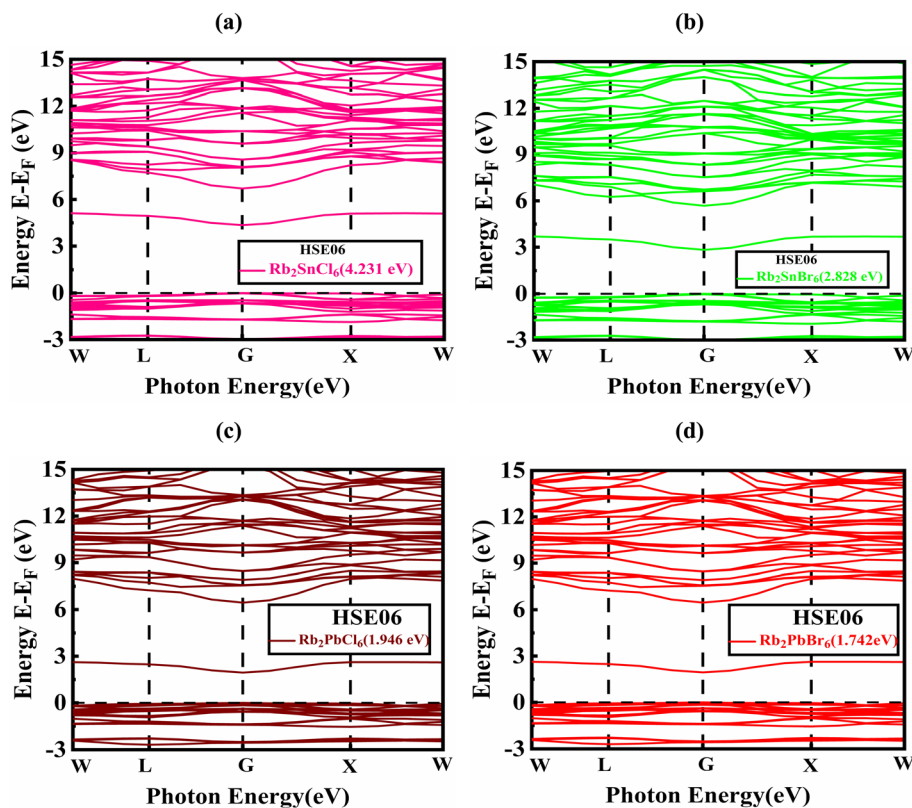 (a)
15
12
9
6
3
0
-3
Energy E-E_F (eV)
HSE06
Rb₂SnCl₆(4.231 eV)
W L G X W
Photon Energy(eV)
(b)
15
12
9
6
3
0
-3
Energy E-E_F (eV)
HSE06
Rb₂SnBr₆(2.828 eV)
W L G X W
Photon Energy(eV)
(c)
15
12
9
6
3
0
-3
Energy E-E_F (eV)
HSE06
Rb₂PbCl₆(1.946 eV)
W L G X W
Photon Energy(eV)
(d)
15
12
9
6
3
0
-3
Energy E-E_F (eV)
HSE06
Rb₂PbBr₆(1.742eV)
W L G X W
Photon Energy(eV)